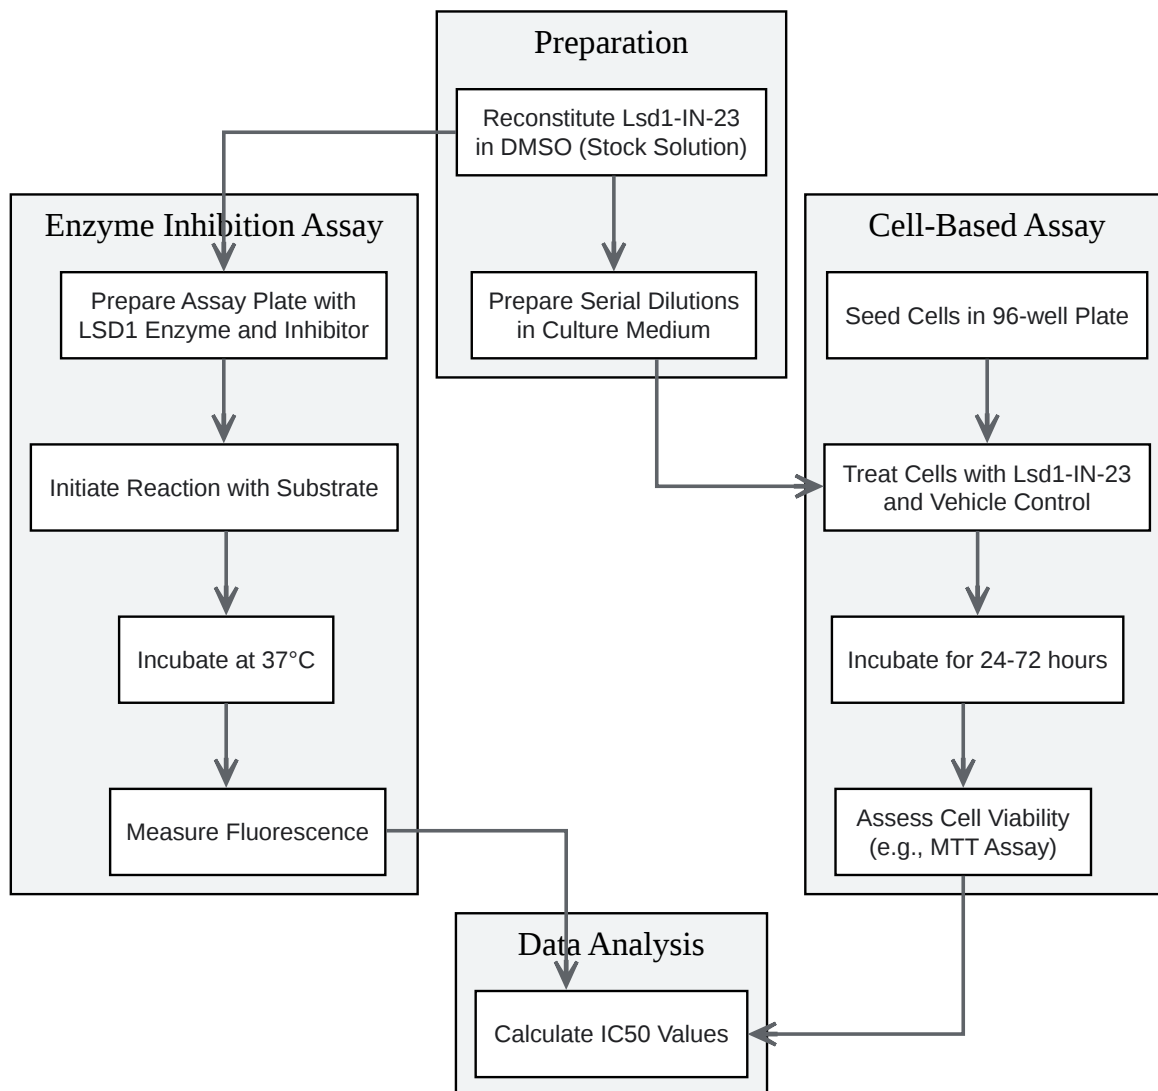 Preparation
Reconstitute Lsd1-IN-23
in DMSO (Stock Solution)
Prepare Serial Dilutions
in Culture Medium
Enzyme Inhibition Assay
Prepare Assay Plate with
LSD1 Enzyme and Inhibitor
Initiate Reaction with Substrate
Incubate at 37°C
Measure Fluorescence
Cell-Based Assay
Seed Cells in 96-well Plate
Treat Cells with Lsd1-IN-23
and Vehicle Control
Incubate for 24-72 hours
Assess Cell Viability
(e.g., MTT Assay)
Data Analysis
Calculate IC50 Values